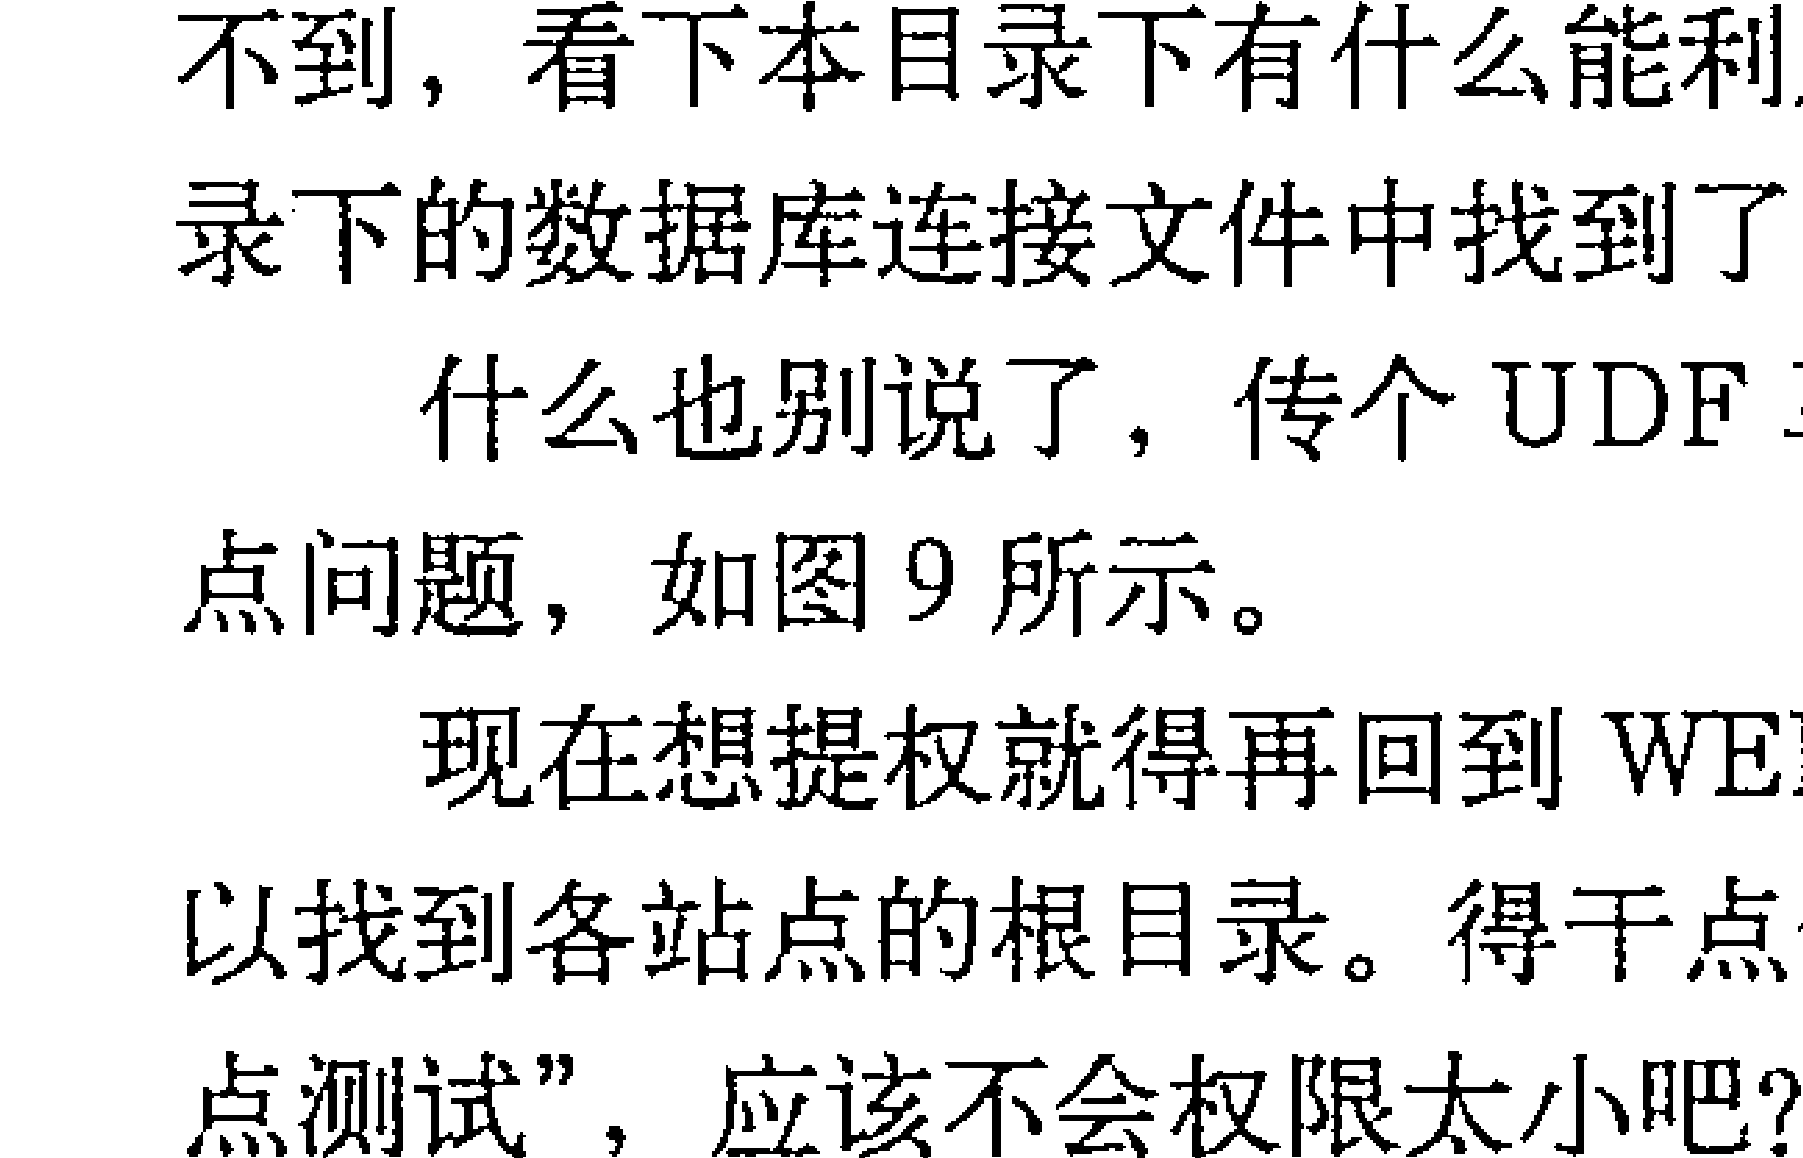 不到，看下本目录下有什么能利
录下的数据库连接文件中找到了
什么也别说了，传个 UDF
点问题，如图 9 所示。
现在想提权就得再回到 WE
以找到各站点的根目录。得干点
点测试”，应该不会权限太小吧？